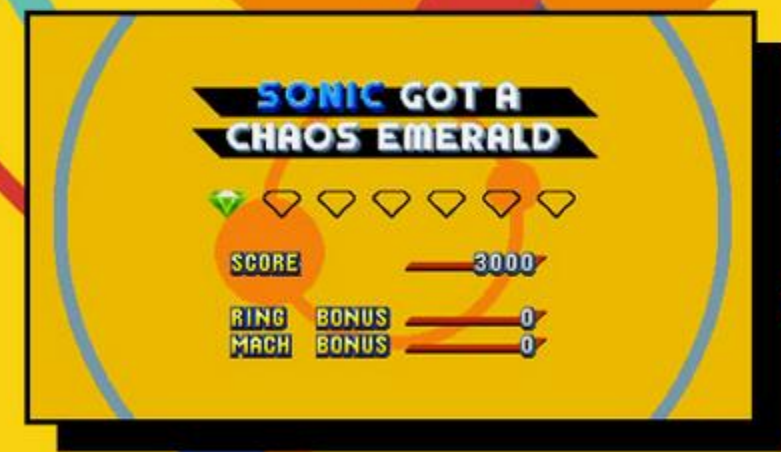 SONIC GOT A
CHAOS EMERALD
SCORE 3000
RING BONUS 0
MACH BONUS 0